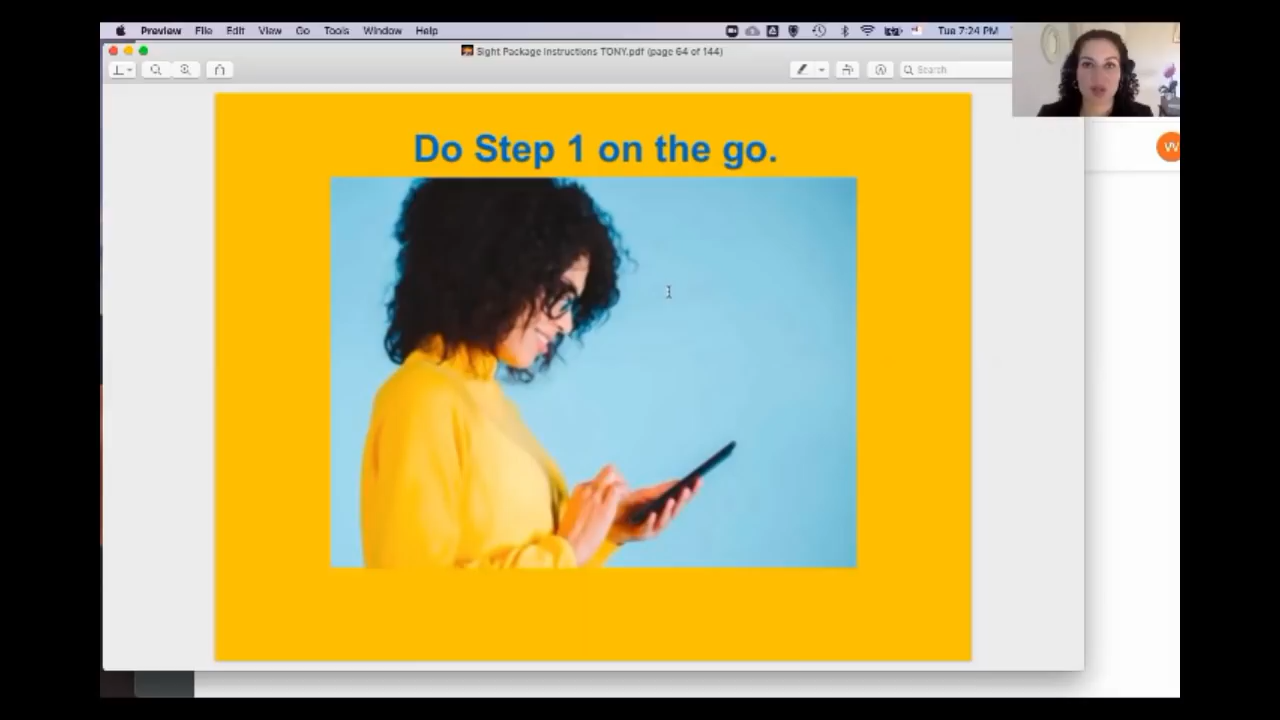 Preview File Edit View Go Tools Window Help Tue 7:24 PM
Sight Package Instructions TONY.pdf (page 64 of 144)
Search
Do Step 1 on the go.
W